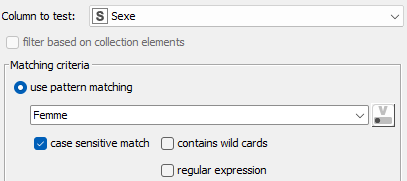 Column to test: S Sexe
filter based on collection elements
Matching criteria
use pattern matching
Femme
V
case sensitive match contains wild cards
regular expression